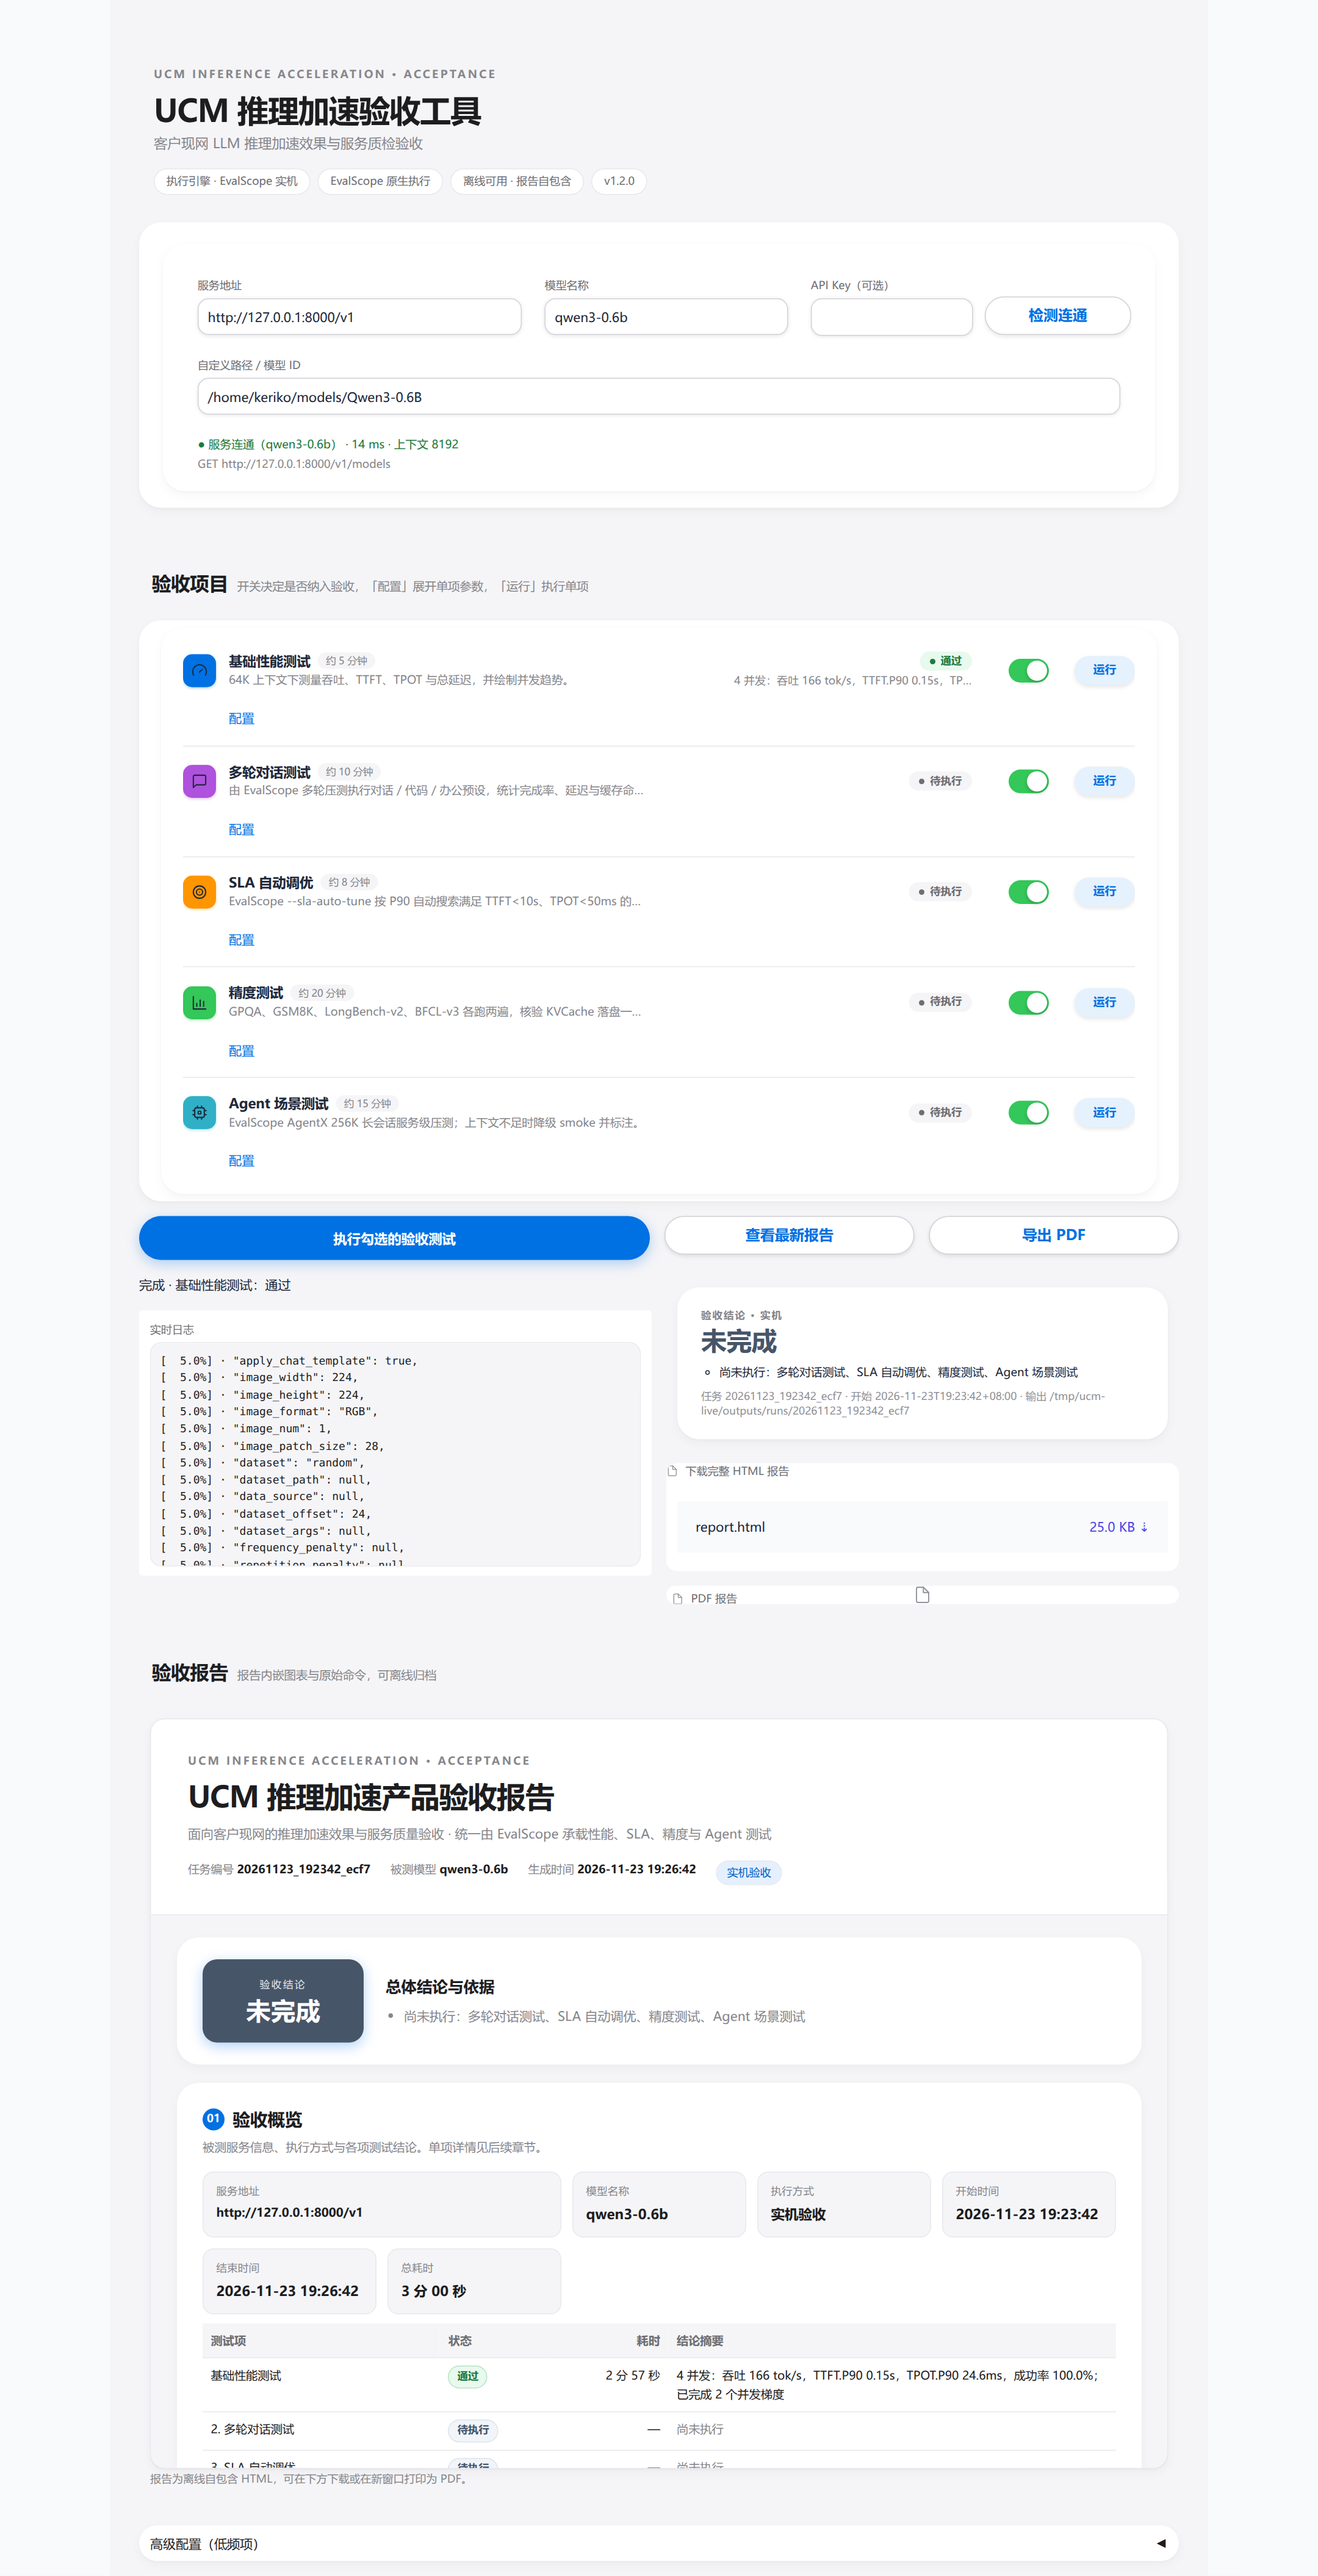 UCM INFERENCE ACCELERATION • ACCEPTANCE
UCM 推理加速验收工具
客户现网 LLM 推理加速效果与服务质检验收
执行引擎 · EvalScope 实机
EvalScope 原生执行
离线可用 · 报告自包含
v1.2.0
服务地址
模型名称
API Key（可选）
http://127.0.0.1:8000/v1
qwen3-0.6b
检测连通
自定义路径 / 模型 ID
/home/keriko/models/Qwen3-0.6B
● 服务连通（qwen3-0.6b） · 14 ms · 上下文 8192
GET http://127.0.0.1:8000/v1/models
验收项目 开关决定是否纳入验收，「配置」展开单项参数，「运行」执行单项
基础性能测试 约 5 分钟
64K 上下文下测量吞吐、TTFT、TPOT 与总延迟，并绘制并发趋势。
通过
4 并发：吞吐 166 tok/s，TTFT.P90 0.15s，TP...
运行
配置
多轮对话测试 约 10 分钟
由 EvalScope 多轮压测执行对话 / 代码 / 办公预设，统计完成率、延迟与缓存命...
待执行
运行
配置
SLA 自动调优 约 8 分钟
EvalScope --sla-auto-tune 按 P90 自动搜索满足 TTFT<10s、TPOT<50ms 的...
待执行
运行
配置
精度测试 约 20 分钟
GPQA、GSM8K、LongBench-v2、BFCL-v3 各跑两遍，核验 KVCache 落盘一...
待执行
运行
配置
Agent 场景测试 约 15 分钟
EvalScope AgentX 256K 长会话服务级压测；上下文不足时降级 smoke 并标注。
待执行
运行
配置
执行勾选的验收测试
查看最新报告
导出 PDF
完成 · 基础性能测试：通过
实时日志
[  5.0%] · "apply_chat_template": true,
[  5.0%] · "image_width": 224,
[  5.0%] · "image_height": 224,
[  5.0%] · "image_format": "RGB",
[  5.0%] · "image_num": 1,
[  5.0%] · "image_patch_size": 28,
[  5.0%] · "dataset": "random",
[  5.0%] · "dataset_path": null,
[  5.0%] · "data_source": null,
[  5.0%] · "dataset_offset": 24,
[  5.0%] · "dataset_args": null,
[  5.0%] · "frequency_penalty": null,
[  5.0%] · "repetition_penalty": null
验收结论 • 实机
未完成
尚未执行：多轮对话测试、SLA 自动调优、精度测试、Agent 场景测试
任务 20261123_192342_ecf7 · 开始 2026-11-23T19:23:42+08:00 · 输出 /tmp/ucm-
live/outputs/runs/20261123_192342_ecf7
下载完整 HTML 报告
report.html
25.0 KB ⇣
PDF 报告
验收报告 报告内嵌图表与原始命令，可离线归档
UCM INFERENCE ACCELERATION • ACCEPTANCE
UCM 推理加速产品验收报告
面向客户现网的推理加速效果与服务质量验收 · 统一由 EvalScope 承载性能、SLA、精度与 Agent 测试
任务编号 20261123_192342_ecf7 被测模型 qwen3-0.6b 生成时间 2026-11-23 19:26:42 实机验收
验收结论
未完成
总体结论与依据
• 尚未执行：多轮对话测试、SLA 自动调优、精度测试、Agent 场景测试
01 验收概览
被测服务信息、执行方式与各项测试结论。单项详情见后续章节。
服务地址
http://127.0.0.1:8000/v1
模型名称
qwen3-0.6b
执行方式
实机验收
开始时间
2026-11-23 19:23:42
结束时间
2026-11-23 19:26:42
总耗时
3 分 00 秒
测试项 状态 耗时 结论摘要
基础性能测试 通过 2 分 57 秒 4 并发：吞吐 166 tok/s，TTFT.P90 0.15s，TPOT.P90 24.6ms，成功率 100.0%；
已完成 2 个并发梯度
2. 多轮对话测试 待执行 — 尚未执行
3. SLA 自动调优 待执行 — 尚未执行
报告为离线自包含 HTML，可在下方下载或在新窗口打印为 PDF。
高级配置（低频项） ◀